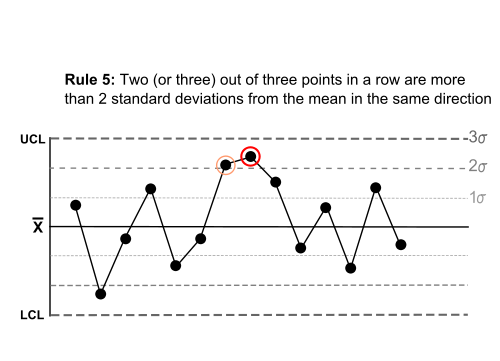 Rule 5: Two (or three) out of three points in a row are more
than 2 standard deviations from the mean in the same direction
UCL
3σ
2σ
1σ
X̅
LCL